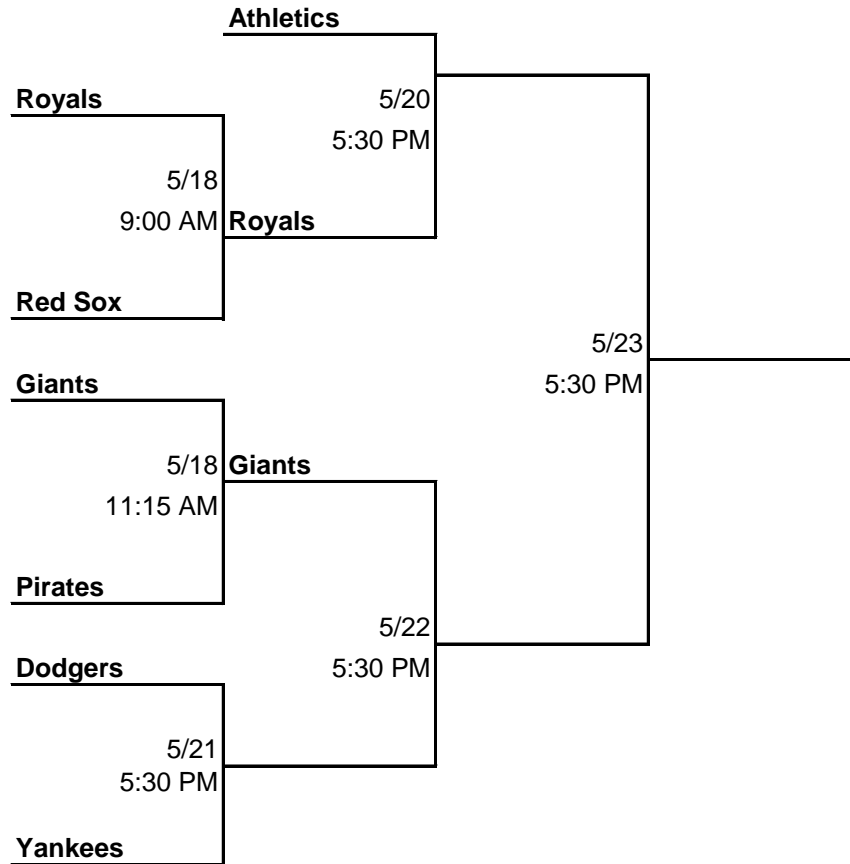 Athletics
Royals
5/20
5:30 PM
5/18
9:00 AM
Royals
Red Sox
5/23
5:30 PM
Giants
5/18
Giants
11:15 AM
Pirates
5/22
5:30 PM
Dodgers
5/21
5:30 PM
Yankees